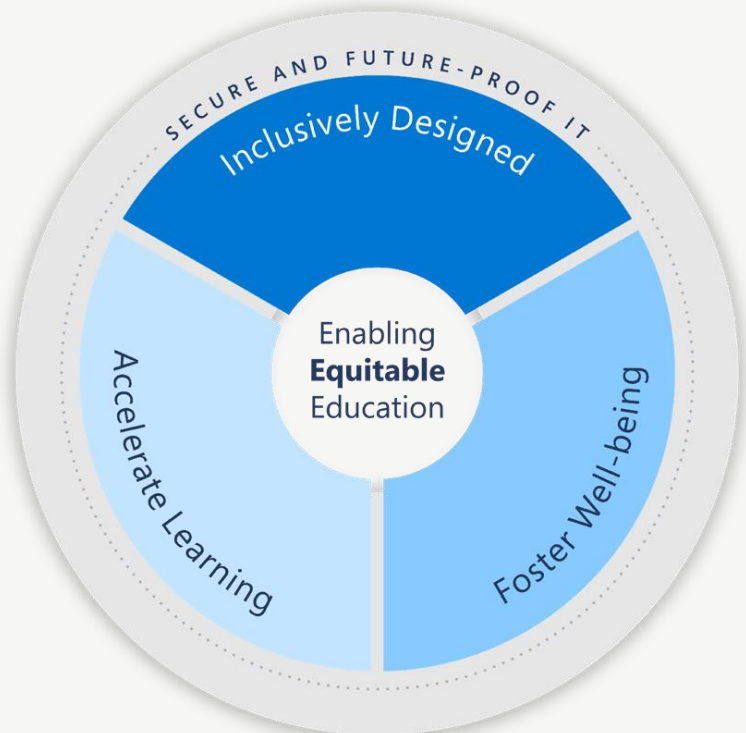 SECURE AND FUTURE-PROOF IT
Inclusively Designed
Enabling
Equitable
Education
Accelerate Learning
Foster Well-being